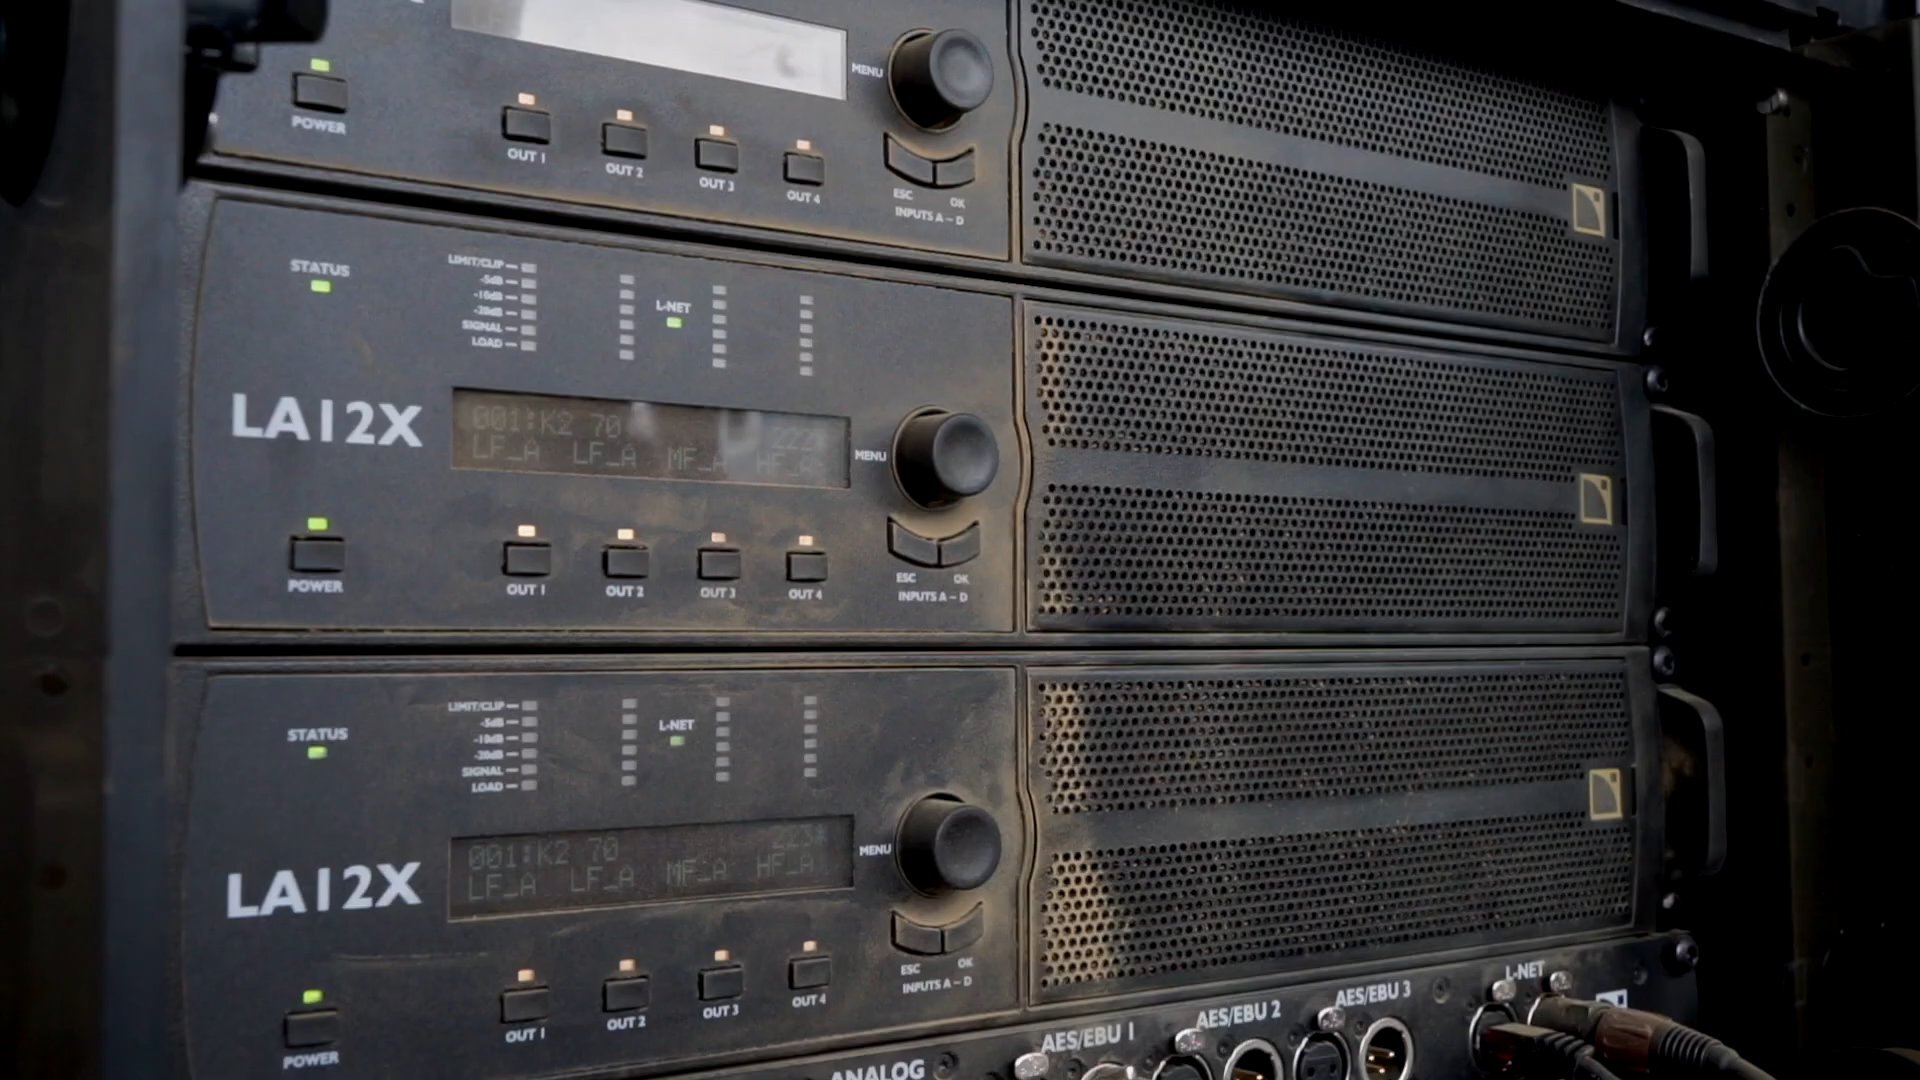 MENU
POWER
OUT 1 OUT 2 OUT 3 OUT 4
ESC OK
INPUTS A – D
STATUS
LIMIT/CLIP
-5dB
-10dB
-20dB
SIGNAL
LOAD
L-NET
LA12X
001:K2 70 222
LF_A LF_A MF_A HF_A
MENU
POWER
OUT 1 OUT 2 OUT 3 OUT 4
ESC OK
INPUTS A – D
STATUS
LIMIT/CLIP
-5dB
-10dB
-20dB
SIGNAL
LOAD
L-NET
LA12X
001:K2 70 223
LF_A LF_A MF_A HF_A
MENU
POWER
OUT 1 OUT 2 OUT 3 OUT 4
ESC OK
INPUTS A – D
ANALOG AES/EBU 1 AES/EBU 2 AES/EBU 3 L-NET